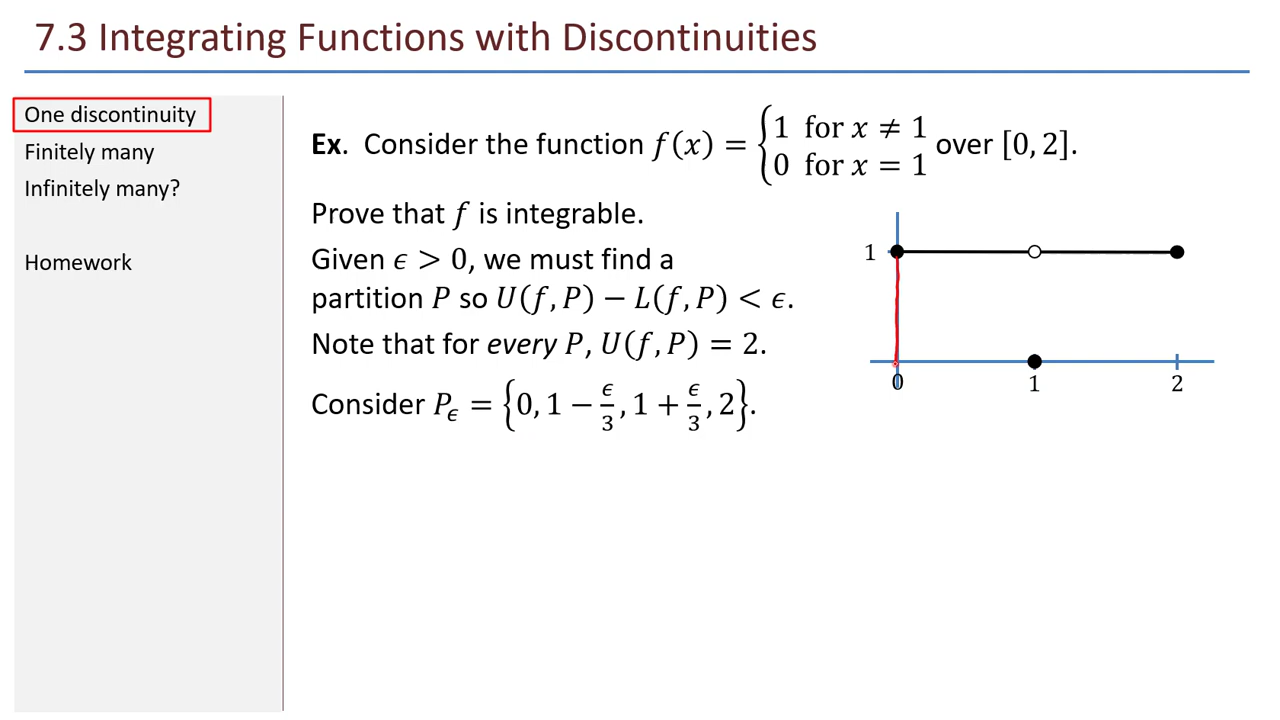 7.3 Integrating Functions with Discontinuities
One discontinuity
Finitely many
Infinitely many?
Homework
Ex. Consider the function f(x) = {1 for x ≠ 1, 0 for x = 1 over [0, 2].
Prove that f is integrable.
Given ϵ > 0, we must find a
partition P so U(f, P) − L(f, P) < ϵ.
Note that for every P, U(f, P) = 2.
Consider P_ϵ = {0, 1 − ϵ/3, 1 + ϵ/3, 2}.
1
0 1 2